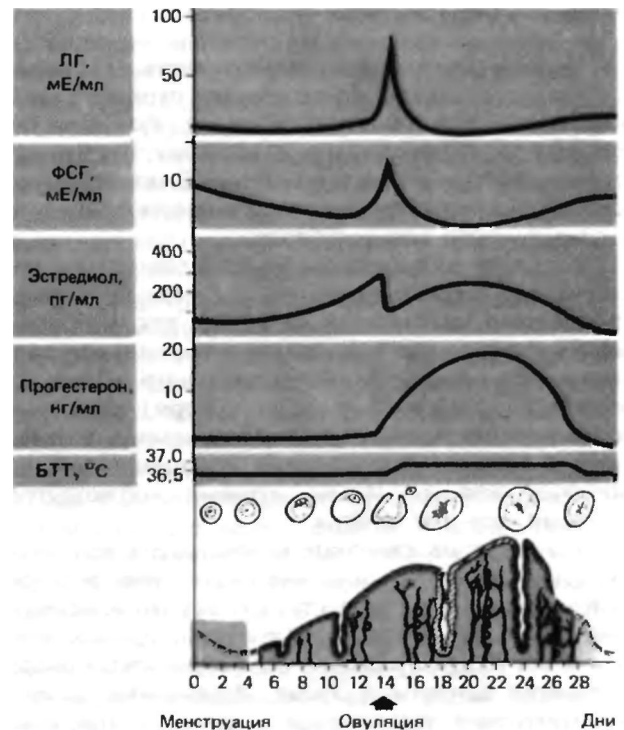 100
ЛГ,
мЕ/мл
50
ФСГ,
мЕ/мл
10
400
Эстредиол,
пг/мл
200
20
Прогестерон,
нг/мл
10
37.0
БТТ, °C
36,5
0 2 4 6 8 10 12 14 16 18 20 22 24 26 28
Менструация Овуляция Дни